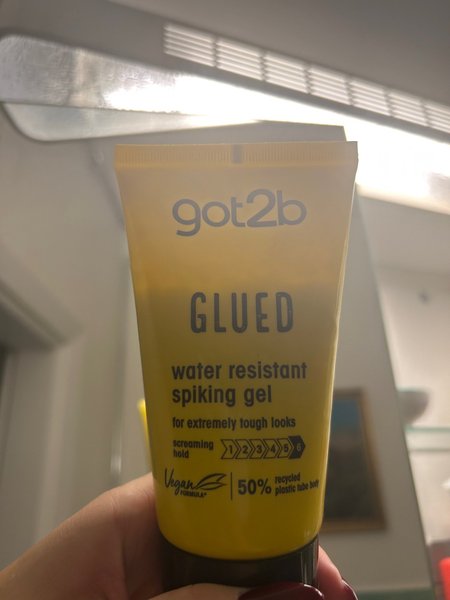 got2b
GLUED
water resistant
spiking gel
for extremely tough looks
screaming
hold
1 2 3 4 5 6
Vegan
FORMULA*
50%
recycled
plastic tube body